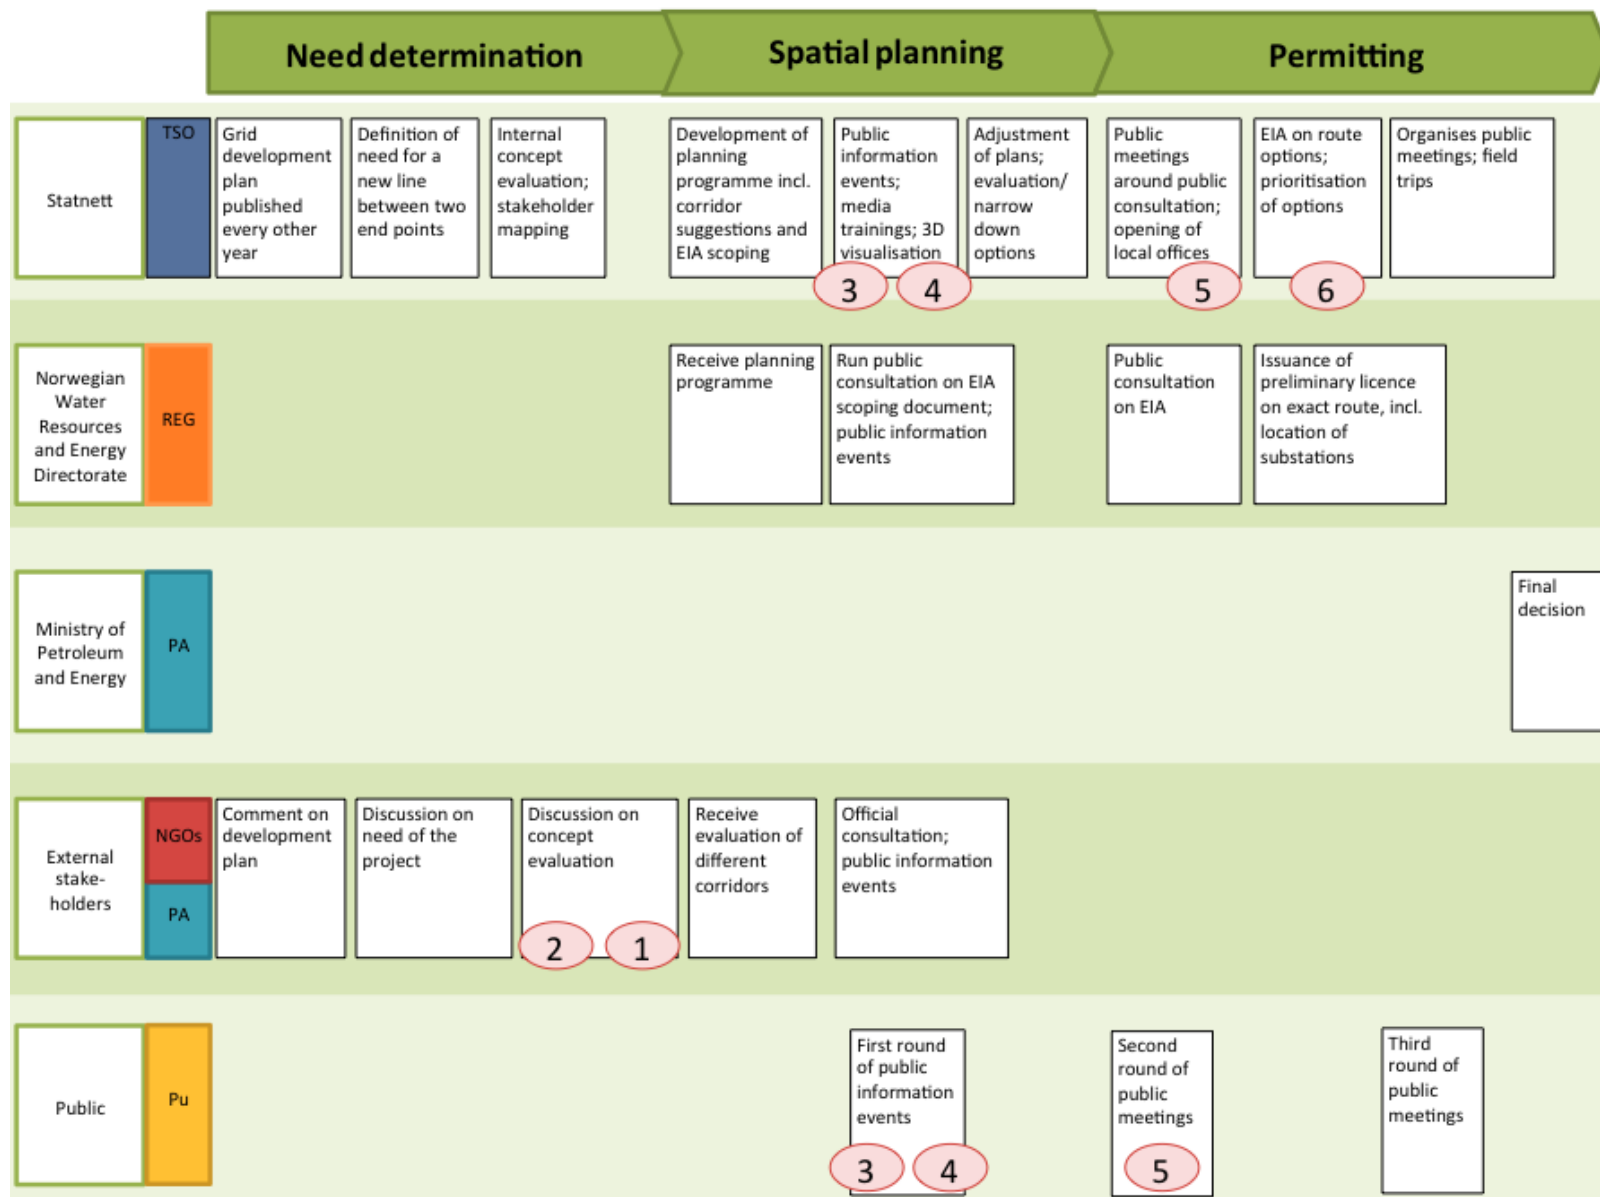 Need determination
Spatial planning
Permitting
Statnett
TSO
Grid
development
plan
published
every other
year
Definition of
need for a
new line
between two
end points
Internal
concept
evaluation;
stakeholder
mapping
Development of
planning
programme incl.
corridor
suggestions and
EIA scoping
Public
information
events;
media
trainings; 3D
visualisation
3
4
Adjustment
of plans;
evaluation/
narrow
down
options
Public
meetings
around public
consultation;
opening of
local offices
5
EIA on route
options;
prioritisation
of options
6
Organises public
meetings; field
trips
Norwegian
Water
Resources
and Energy
Directorate
REG
Receive planning
programme
Run public
consultation on EIA
scoping document;
public information
events
Public
consultation
on EIA
Issuance of
preliminary licence
on exact route, incl.
location of
substations
Ministry of
Petroleum
and Energy
PA
Final
decision
External
stake-
holders
NGOs
PA
Comment on
development
plan
Discussion on
need of the
project
Discussion on
concept
evaluation
2
1
Receive
evaluation of
different
corridors
Official
consultation;
public information
events
Public
Pu
First round
of public
information
events
3
4
Second
round of
public
meetings
5
Third
round of
public
meetings